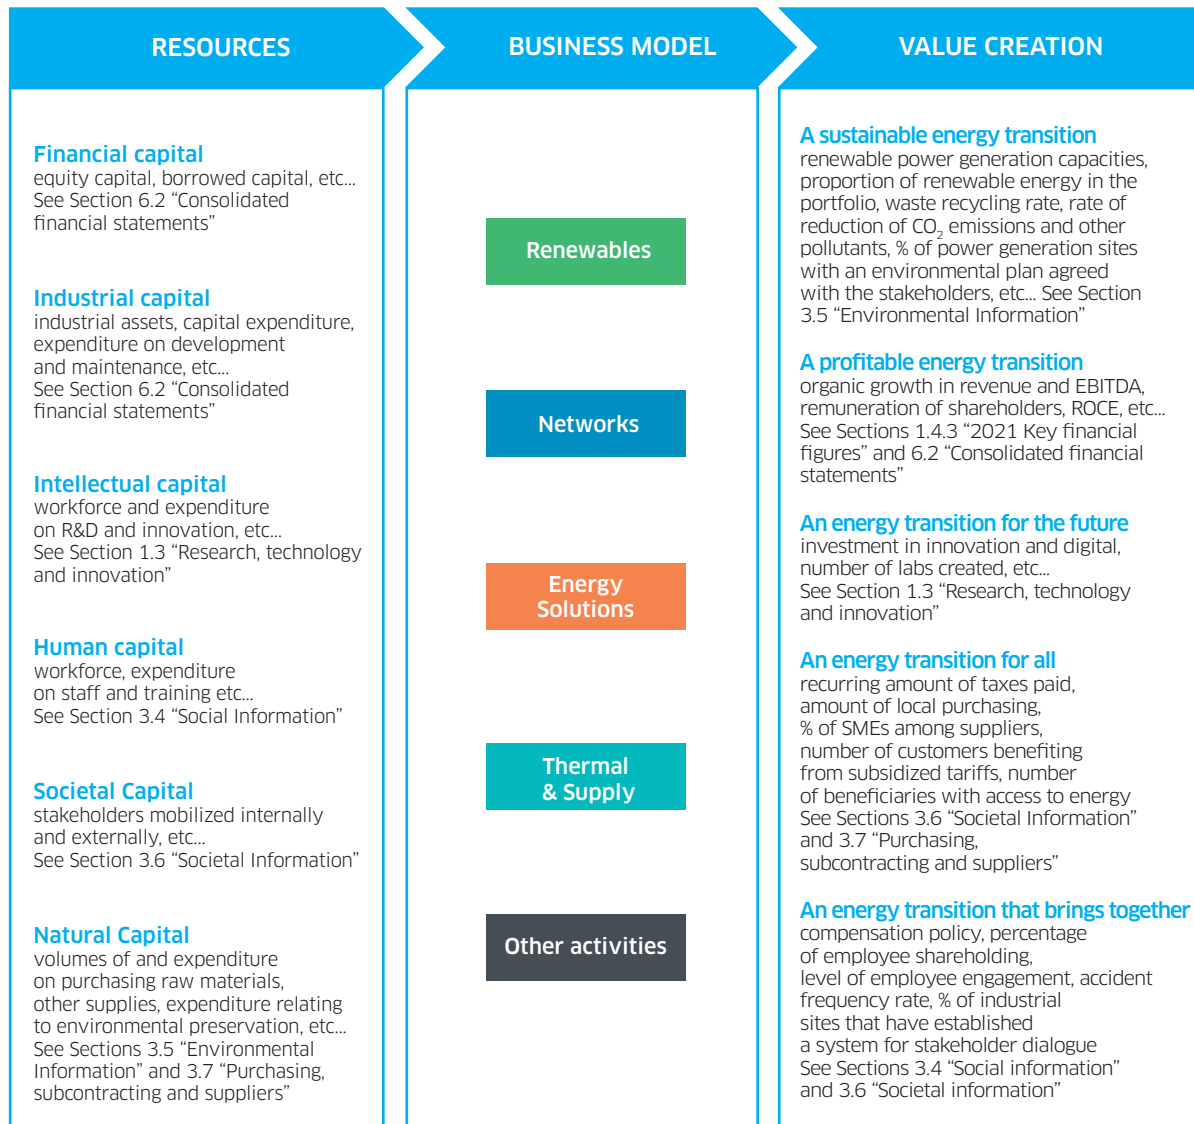 RESOURCES
BUSINESS MODEL
VALUE CREATION
Financial capital
equity capital, borrowed capital, etc...
See Section 6.2 “Consolidated
financial statements”
Industrial capital
industrial assets, capital expenditure,
expenditure on development
and maintenance, etc...
See Section 6.2 “Consolidated
financial statements”
Intellectual capital
workforce and expenditure
on R&D and innovation, etc...
See Section 1.3 “Research, technology
and innovation”
Human capital
workforce, expenditure
on staff and training etc...
See Section 3.4 “Social Information”
Societal Capital
stakeholders mobilized internally
and externally, etc...
See Section 3.6 “Societal Information”
Natural Capital
volumes of and expenditure
on purchasing raw materials,
other supplies, expenditure relating
to environmental preservation, etc...
See Sections 3.5 “Environmental
Information” and 3.7 “Purchasing,
subcontracting and suppliers”
Renewables
Networks
Energy
Solutions
Thermal
& Supply
Other activities
A sustainable energy transition
renewable power generation capacities,
proportion of renewable energy in the
portfolio, waste recycling rate, rate of
reduction of CO₂ emissions and other
pollutants, % of power generation sites
with an environmental plan agreed
with the stakeholders, etc... See Section
3.5 “Environmental Information”
A profitable energy transition
organic growth in revenue and EBITDA,
remuneration of shareholders, ROCE, etc...
See Sections 1.4.3 “2021 Key financial
figures” and 6.2 “Consolidated financial
statements”
An energy transition for the future
investment in innovation and digital,
number of labs created, etc...
See Section 1.3 “Research, technology
and innovation”
An energy transition for all
recurring amount of taxes paid,
amount of local purchasing,
% of SMEs among suppliers,
number of customers benefiting
from subsidized tariffs, number
of beneficiaries with access to energy
See Sections 3.6 “Societal Information”
and 3.7 “Purchasing,
subcontracting and suppliers”
An energy transition that brings together
compensation policy, percentage
of employee shareholding,
level of employee engagement, accident
frequency rate, % of industrial
sites that have established
a system for stakeholder dialogue
See Sections 3.4 “Social information”
and 3.6 “Societal information”